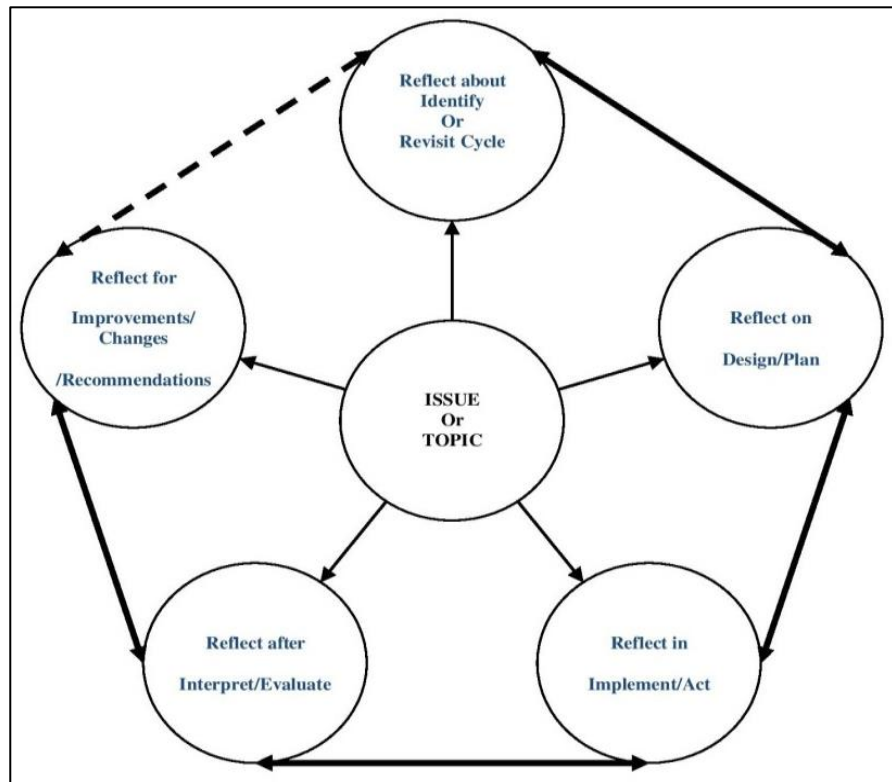 Reflect about
Identify
Or
Revisit Cycle
Reflect for
Improvements/
Changes
/Recommendations
Reflect on
Design/Plan
ISSUE
Or
TOPIC
Reflect after
Interpret/Evaluate
Reflect in
Implement/Act